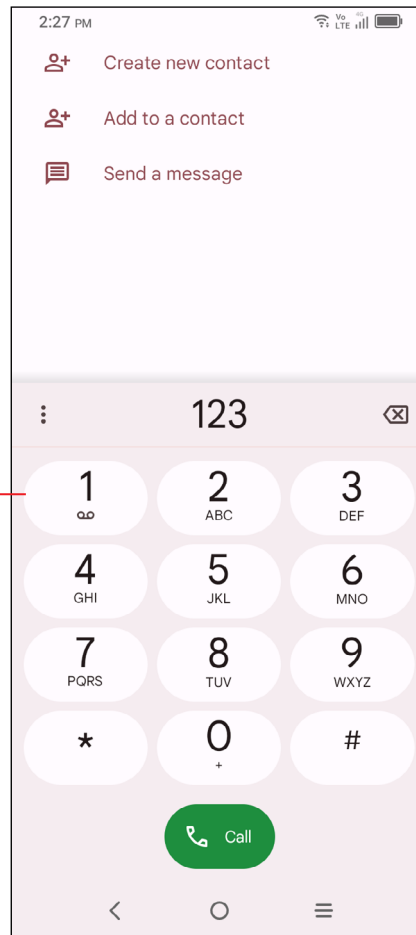 2:27 PM Vo LTE 4G
Create new contact
Add to a contact
Send a message
123
1 2 3
ABC DEF
4 5 6
GHI JKL MNO
7 8 9
PQRS TUV WXYZ
* 0 #
+
Call